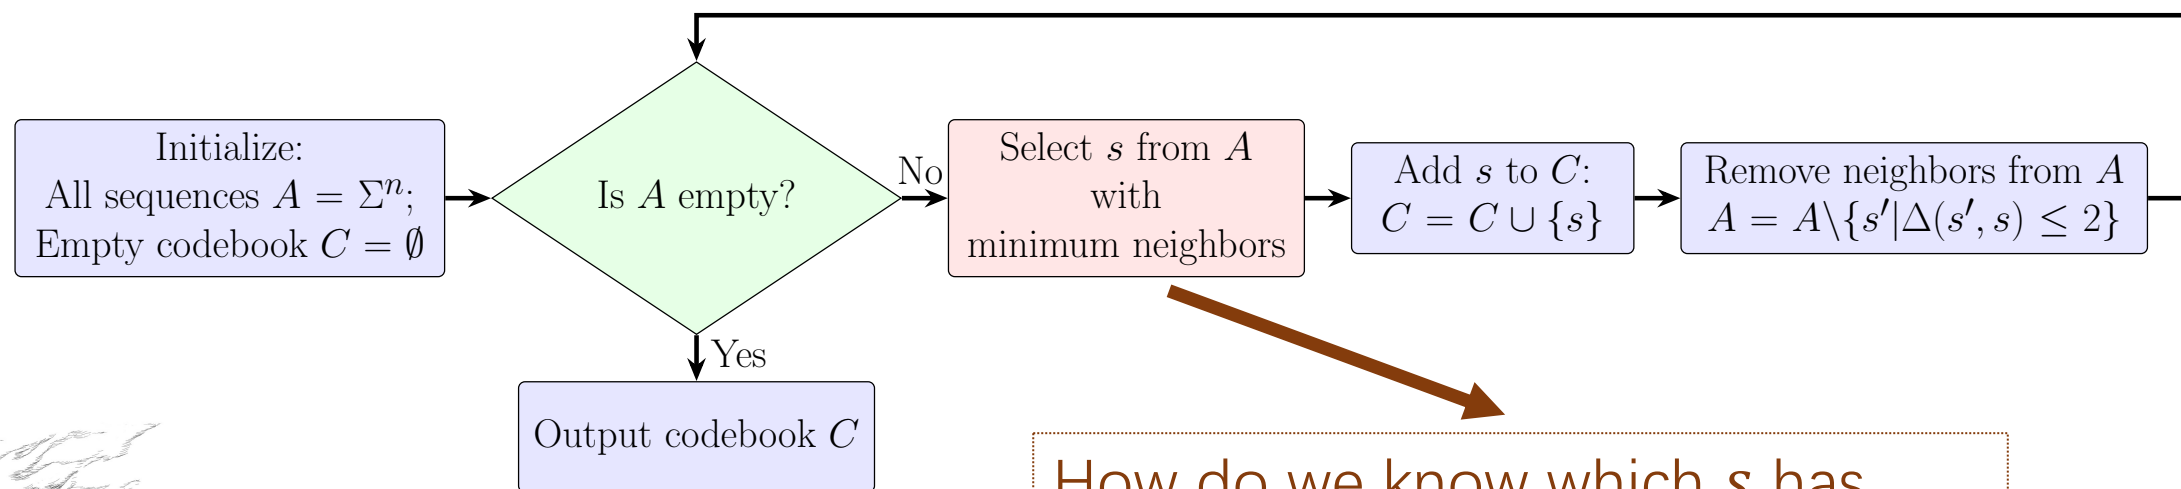 Initialize:
All sequences A = Σⁿ;
Empty codebook C = ∅
Is A empty?
No
Yes
Output codebook C
Select s from A
with
minimum neighbors
Add s to C:
C = C ∪ {s}
Remove neighbors from A
A = A\{s′|Δ(s′, s) ≤ 2}
How do we know which s has